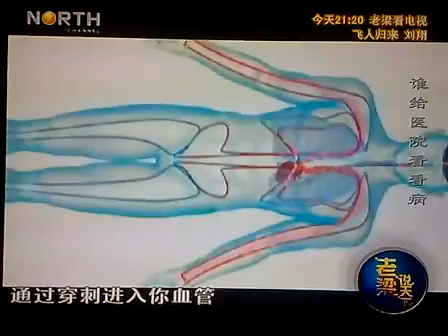 NORTH
CHANNEL
今天21:20 老梁看电视
飞人归来 刘翔
谁给医院看看病
老梁说天下
通过穿刺进入你血管